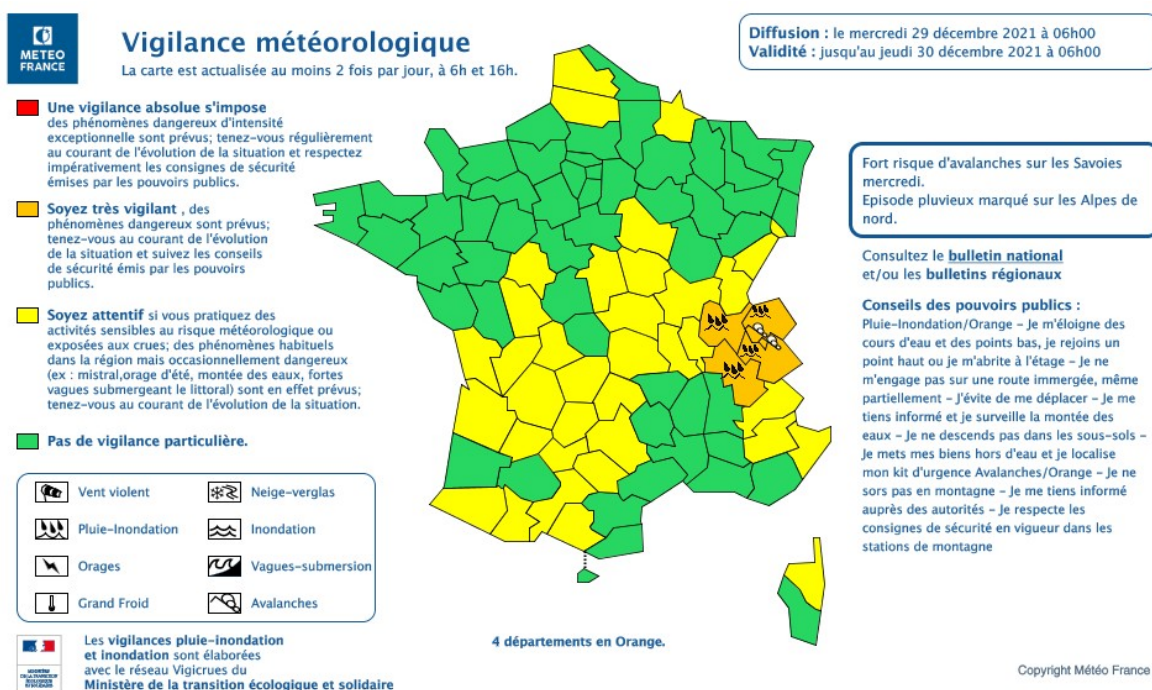 METEO
FRANCE
Vigilance météorologique
La carte est actualisée au moins 2 fois par jour, à 6h et 16h.
Diffusion : le mercredi 29 décembre 2021 à 06h00
Validité : jusqu'au jeudi 30 décembre 2021 à 06h00
Une vigilance absolue s'impose
des phénomènes dangereux d'intensité
exceptionnelle sont prévus; tenez-vous régulièrement
au courant de l'évolution de la situation et respectez
impérativement les consignes de sécurité
émises par les pouvoirs publics.
Soyez très vigilant , des
phénomènes dangereux sont prévus;
tenez-vous au courant de l'évolution
de la situation et suivez les conseils
de sécurité émis par les pouvoirs
publics.
Soyez attentif si vous pratiquez des
activités sensibles au risque météorologique ou
exposées aux crues; des phénomènes habituels
dans la région mais occasionnellement dangereux
(ex : mistral,orage d'été, montée des eaux, fortes
vagues submergeant le littoral) sont en effet prévus;
tenez-vous au courant de l'évolution de la situation.
Pas de vigilance particulière.
Vent violent
Neige-verglas
Pluie-Inondation
Inondation
Orages
Vagues-submersion
Grand Froid
Avalanches
Les vigilances pluie-inondation
et inondation sont élaborées
avec le réseau Vigicrues du
Ministère de la transition écologique et solidaire
4 départements en Orange.
Fort risque d'avalanches sur les Savoies
mercredi.
Episode pluvieux marqué sur les Alpes de
nord.
Consultez le bulletin national
et/ou les bulletins régionaux
Conseils des pouvoirs publics :
Pluie-Inondation/Orange – Je m'éloigne des
cours d'eau et des points bas, je rejoins un
point haut ou je m'abrite à l'étage – Je ne
m'engage pas sur une route immergée, même
partiellement – J'évite de me déplacer – Je me
tiens informé et je surveille la montée des
eaux – Je ne descends pas dans les sous-sols –
Je mets mes biens hors d'eau et je localise
mon kit d'urgence Avalanches/Orange – Je ne
sors pas en montagne – Je me tiens informé
auprès des autorités – Je respecte les
consignes de sécurité en vigueur dans les
stations de montagne
Copyright Météo France